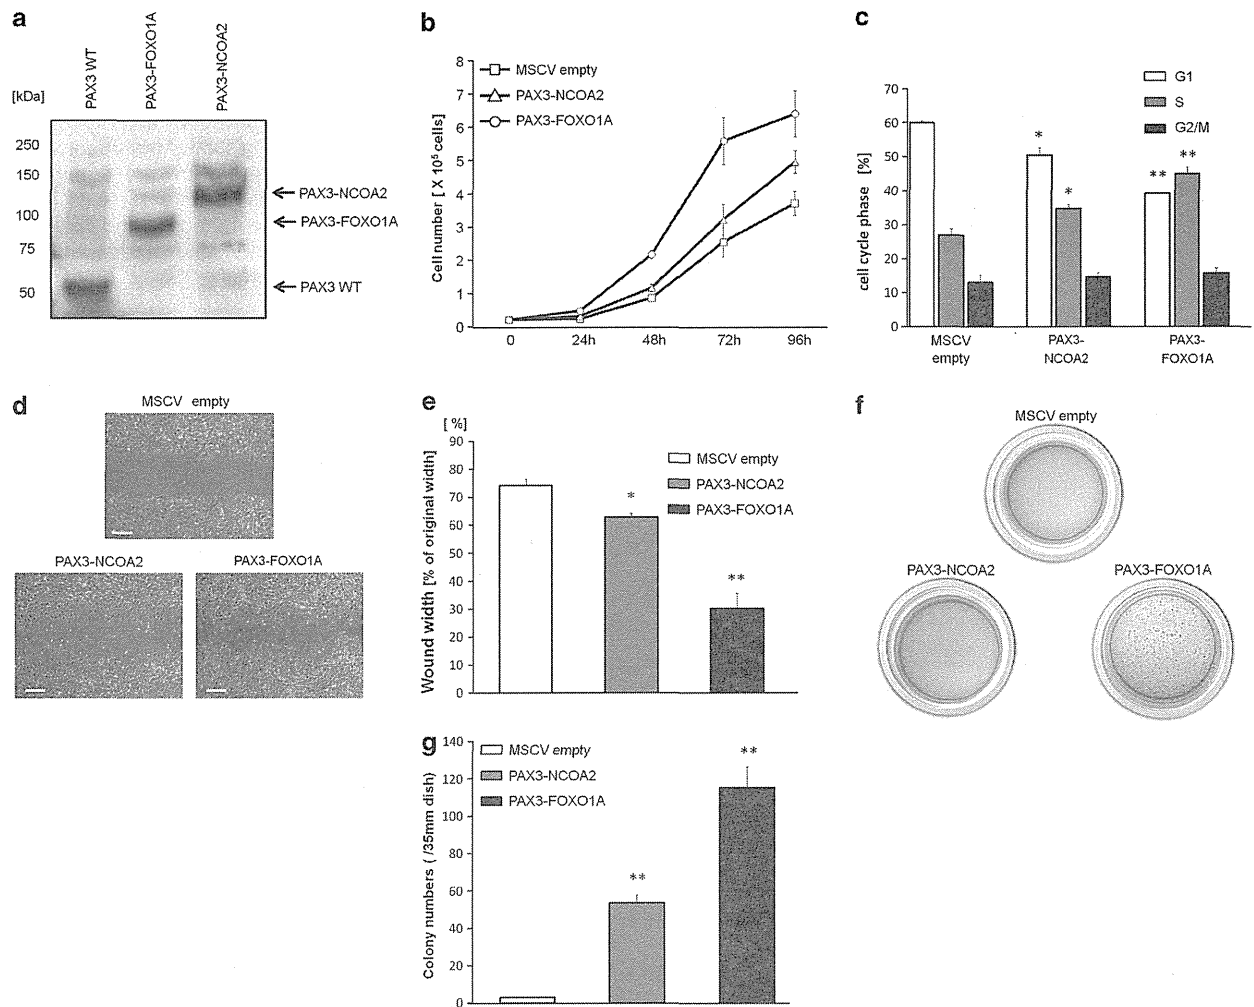 a
PAX3 WT
PAX3-FOXO1A
PAX3-NCOA2
[kDa]
250
150
100
75
50
PAX3-NCOA2
PAX3-FOXO1A
PAX3 WT
b
Cell number [ X 10⁵ cells]
8
7
6
5
4
3
2
1
0
MSCV empty
PAX3-NCOA2
PAX3-FOXO1A
0 24h 48h 72h 96h
c
cell cycle phase [%]
70
60
50
40
30
20
10
0
G1
S
G2/M
*
*
**
**
MSCV empty
PAX3-NCOA2
PAX3-FOXO1A
d
MSCV empty
PAX3-NCOA2
PAX3-FOXO1A
e
[ %]
Wound width [% of original width]
90
80
70
60
50
40
30
20
10
0
MSCV empty
PAX3-NCOA2
PAX3-FOXO1A
*
**
f
MSCV empty
PAX3-NCOA2
PAX3-FOXO1A
g
Colony numbers ( /35mm dish)
140
120
100
80
60
40
20
0
MSCV empty
PAX3-NCOA2
PAX3-FOXO1A
**
**